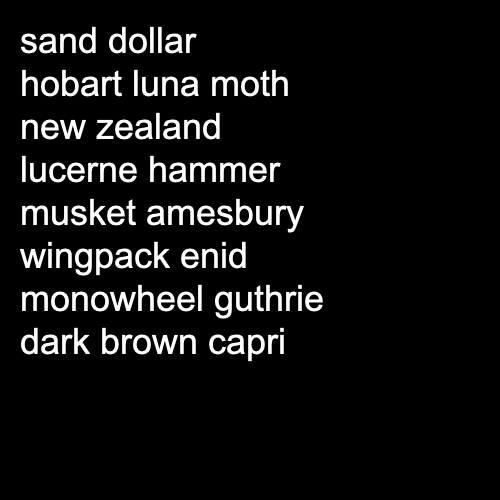 sand dollar
hobart luna moth
new zealand
lucerne hammer
musket amesbury
wingpack enid
monowheel guthrie
dark brown capri